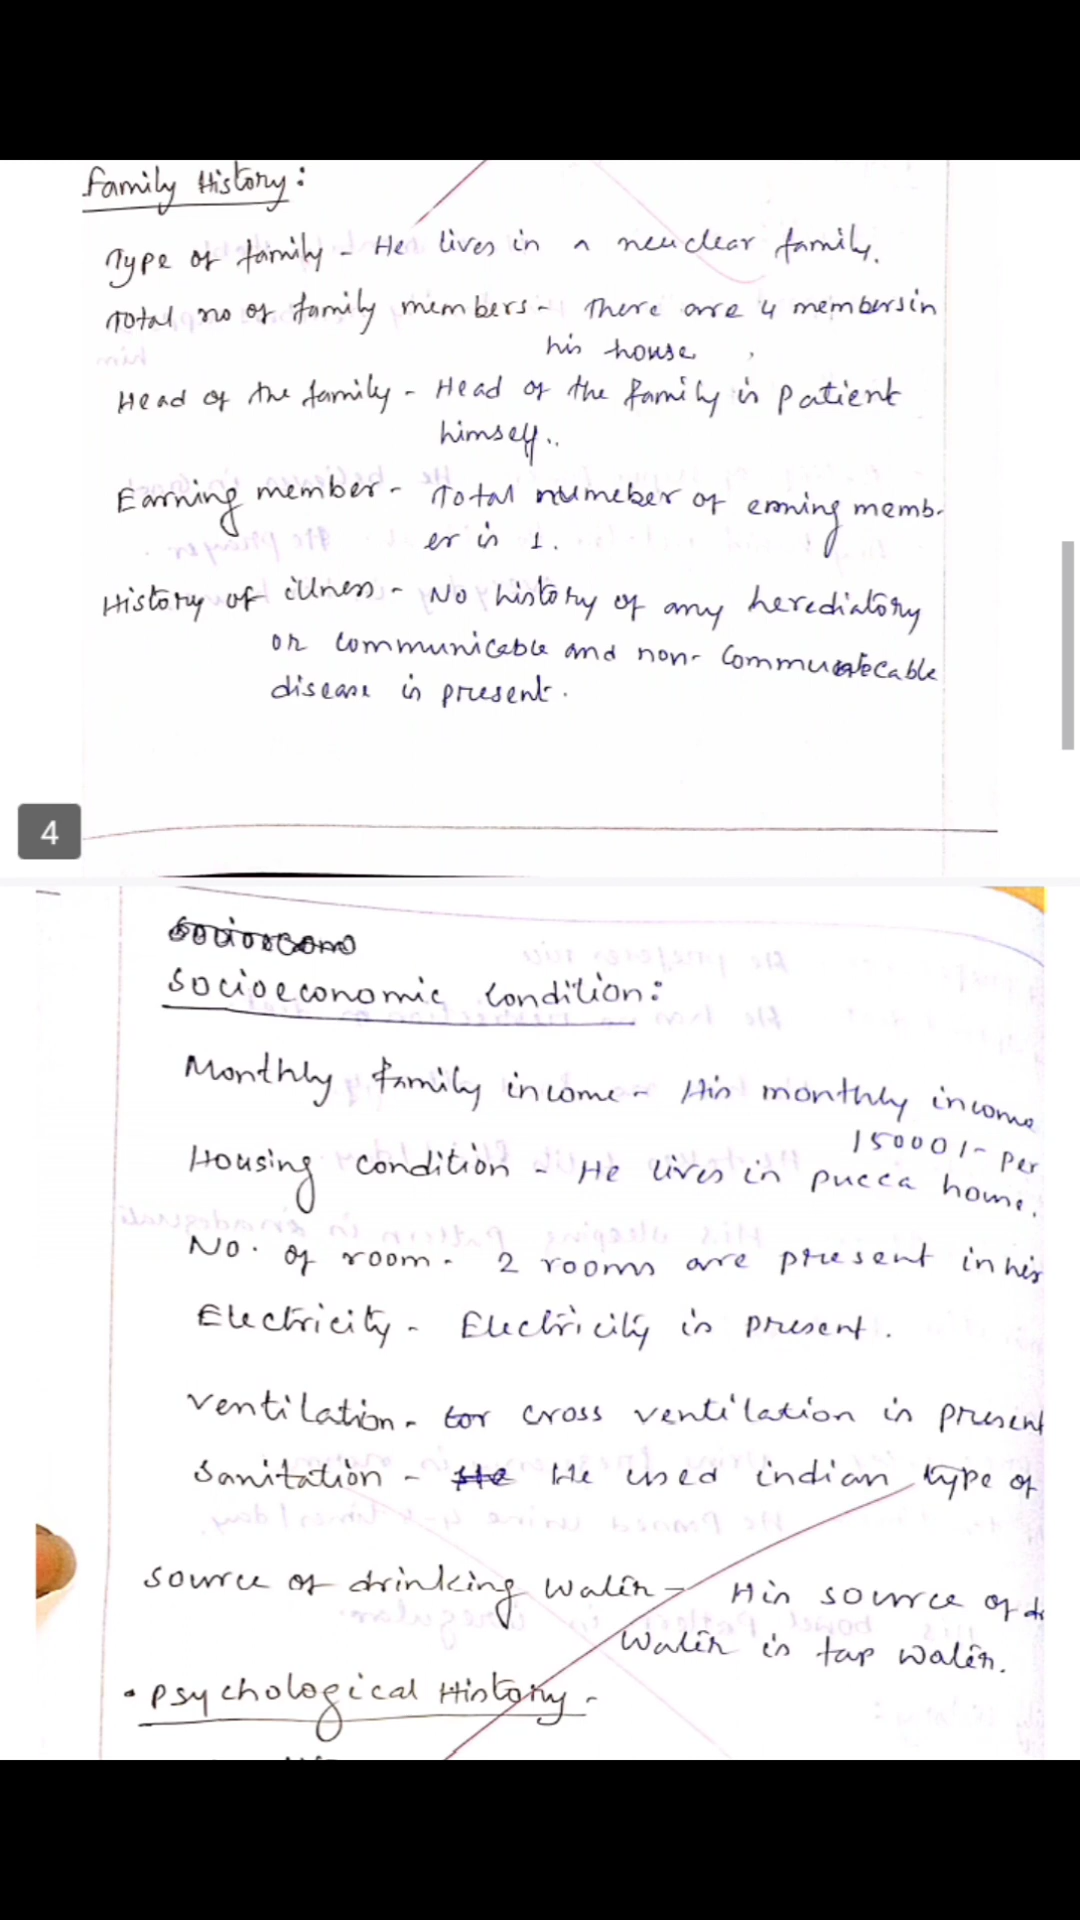 Family History:
Type of family - He lives in a neuclear family.
Total no of family members - There are 4 members in
his house
Head of the family - Head of the family is patient
himself..
Earning member - Total numeber of erning memb-
er is 1.
History of illness - No history of any herediatory
or communicable and non-communecable
disease is present.
4
Socioeconomic Condition:
Monthly family income - His monthly income
15000/- per
Housing condition - He lives in pucca home.
No. of room - 2 rooms are present in his
Electricity - Electricity is present.
Ventilation - cross ventilation is present
Sanitation - He used indian type of
Source of drinking water - His source of
water is tap water.
• Psychological History -